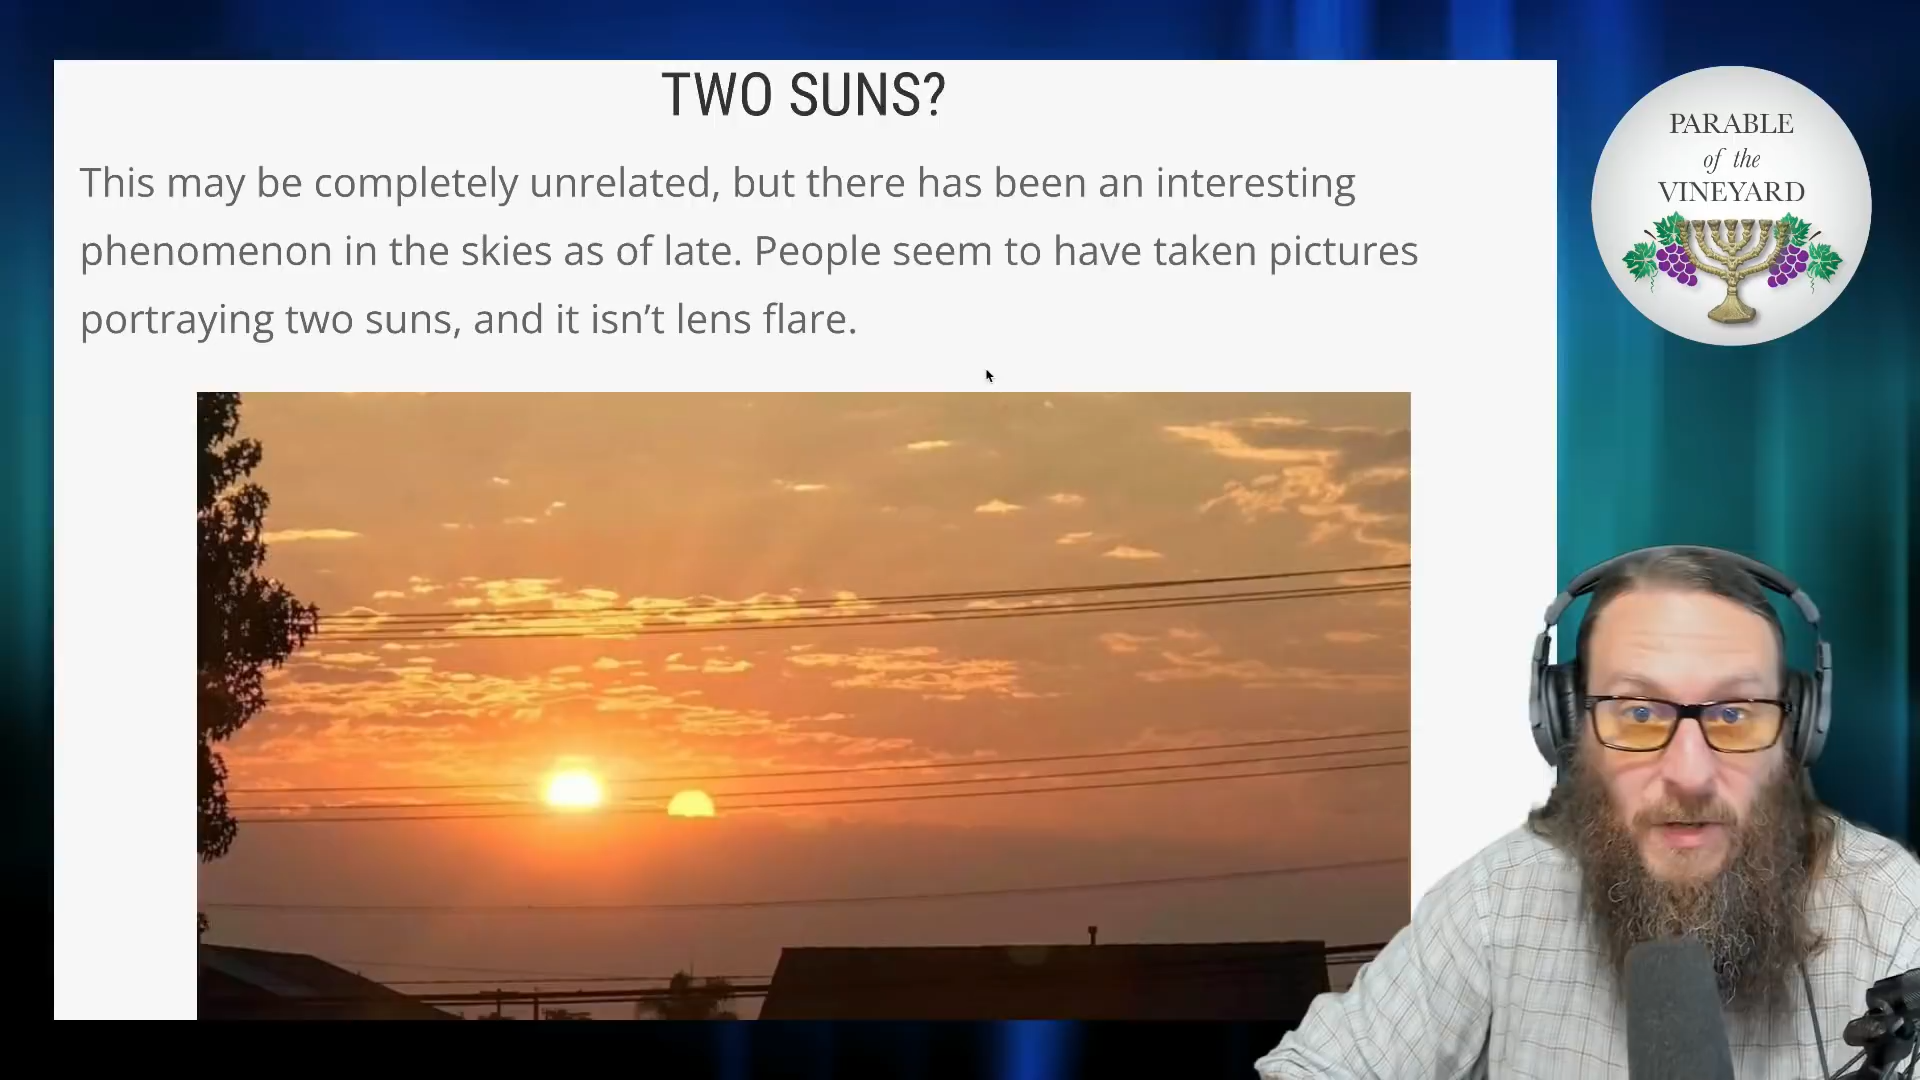 TWO SUNS?
This may be completely unrelated, but there has been an interesting
phenomenon in the skies as of late. People seem to have taken pictures
portraying two suns, and it isn’t lens flare.
PARABLE
of the
VINEYARD